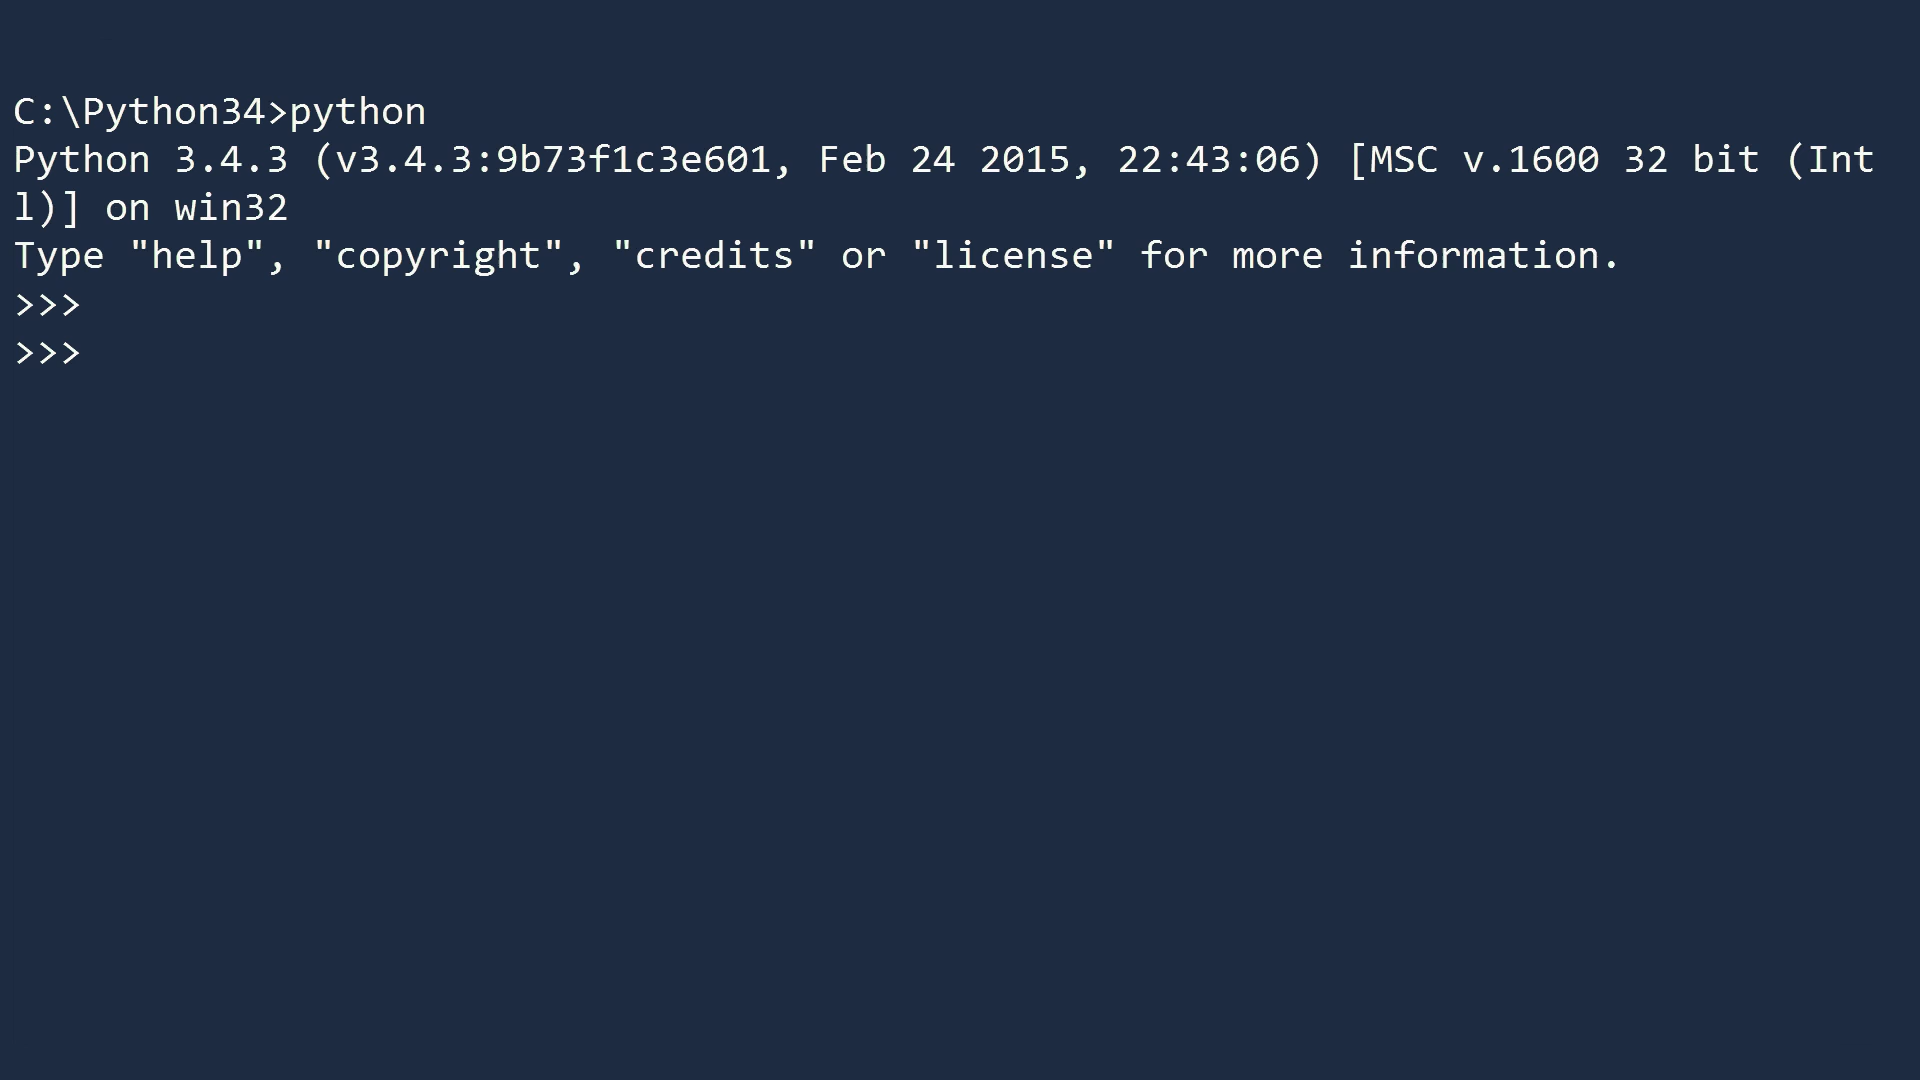 C:\Python34>python
Python 3.4.3 (v3.4.3:9b73f1c3e601, Feb 24 2015, 22:43:06) [MSC v.1600 32 bit (Int
l)] on win32
Type "help", "copyright", "credits" or "license" for more information.
>>>
>>>